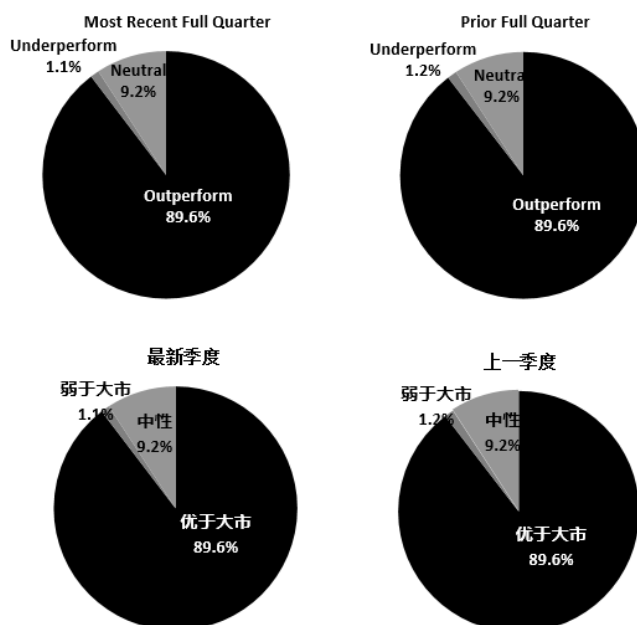 Most Recent Full Quarter
Underperform
1.1%
Neutral
9.2%
Outperform
89.6%
Prior Full Quarter
Underperform
1.2%
Neutral
9.2%
Outperform
89.6%
最新季度
弱于大市
1.1%
中性
9.2%
优于大市
89.6%
上一季度
弱于大市
1.2%
中性
9.2%
优于大市
89.6%